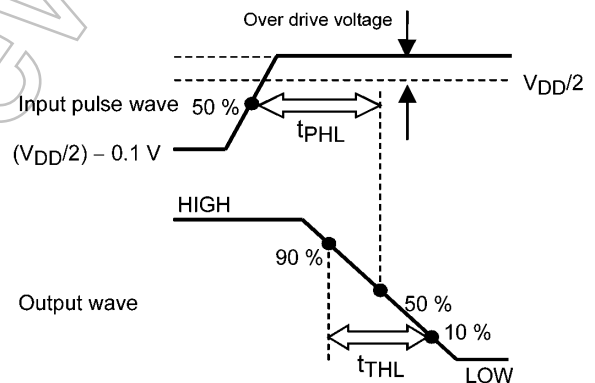 Over drive voltage
VDD/2
Input pulse wave
50 %
tPHL
(VDD/2) − 0.1 V
HIGH
90 %
Output wave
50 %
10 %
tTHL
LOW